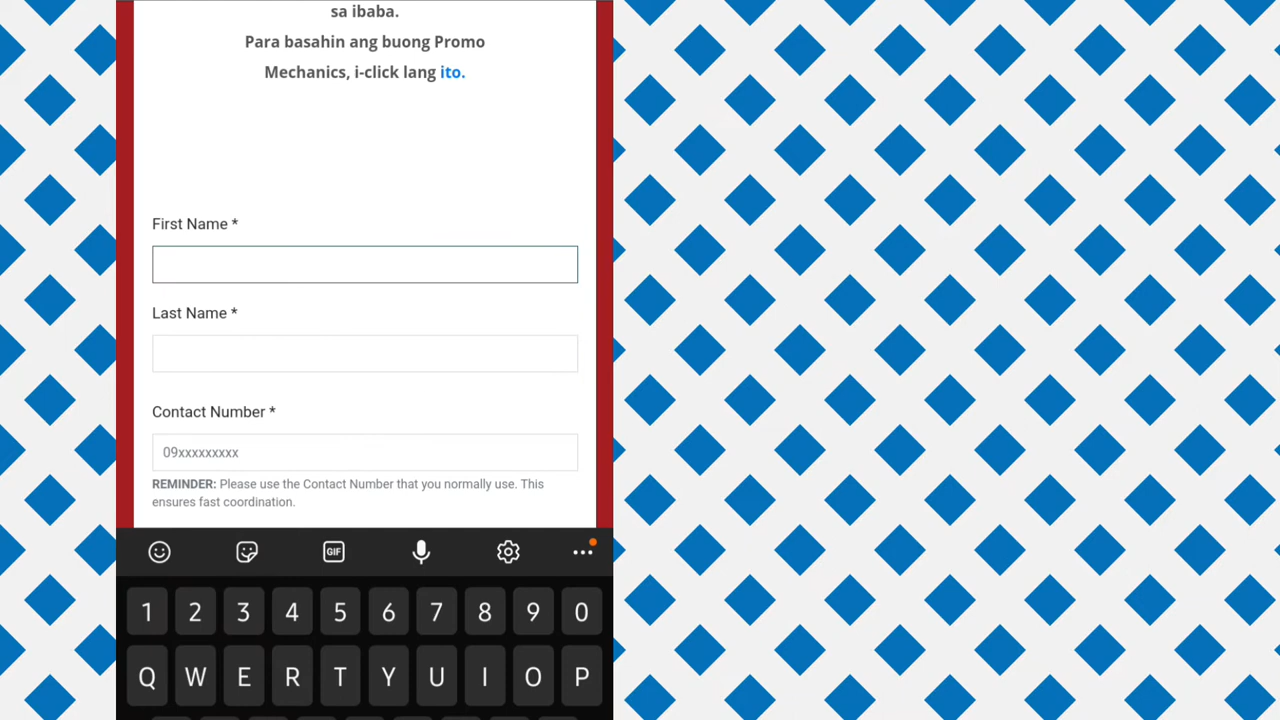 sa ibaba.
Para basahin ang buong Promo
Mechanics, i-click lang ito.
First Name *
Last Name *
Contact Number *
09xxxxxxxxx
REMINDER: Please use the Contact Number that you normally use. This
ensures fast coordination.
GIF
1 2 3 4 5 6 7 8 9 0
Q W E R T Y U I O P